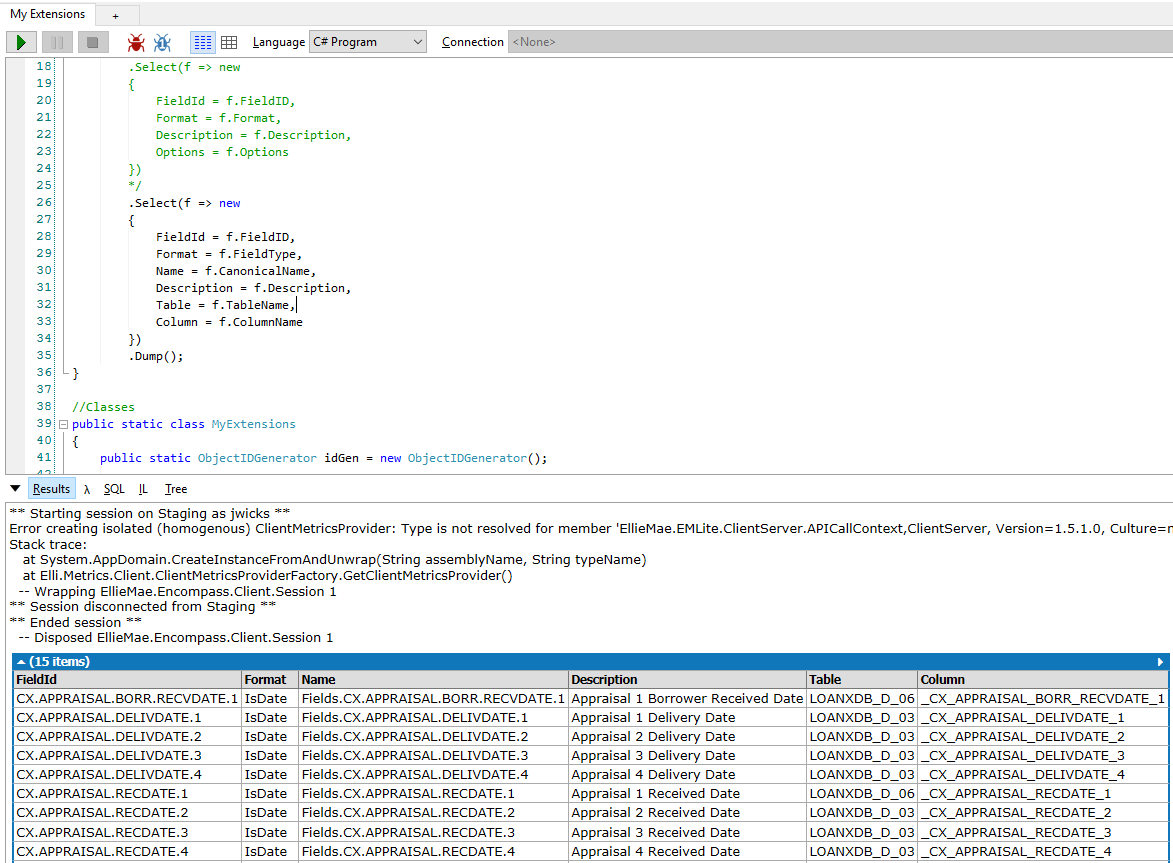 My Extensions +
Language C# Program Connection <None>
18 .Select(f => new
19 {
20 FieldId = f.FieldID,
21 Format = f.Format,
22 Description = f.Description,
23 Options = f.Options
24 })
25 */
26 .Select(f => new
27 {
28 FieldId = f.FieldID,
29 Format = f.FieldType,
30 Name = f.CanonicalName,
31 Description = f.Description,
32 Table = f.TableName,
33 Column = f.ColumnName
34 })
35 .Dump();
36 }
37
38 //Classes
39 public static class MyExtensions
40 {
41 public static ObjectIDGenerator idGen = new ObjectIDGenerator();
Results λ SQL IL Tree
** Starting session on Staging as jwicks **
Error creating isolated (homogenous) ClientMetricsProvider: Type is not resolved for member 'EllieMae.EMLite.ClientServer.APICallContext,ClientServer, Version=1.5.1.0, Culture=n
Stack trace:
at System.AppDomain.CreateInstanceFromAndUnwrap(String assemblyName, String typeName)
at Elli.Metrics.Client.ClientMetricsProviderFactory.GetClientMetricsProvider()
-- Wrapping EllieMae.Encompass.Client.Session 1
** Session disconnected from Staging **
** Ended session **
-- Disposed EllieMae.Encompass.Client.Session 1
(15 items)
FieldId Format Name Description Table Column
CX.APPRAISAL.BORR.RECVDATE.1 IsDate Fields.CX.APPRAISAL.BORR.RECVDATE.1 Appraisal 1 Borrower Received Date LOANXDB_D_06 _CX_APPRAISAL_BORR_RECVDATE_1
CX.APPRAISAL.DELIVDATE.1 IsDate Fields.CX.APPRAISAL.DELIVDATE.1 Appraisal 1 Delivery Date LOANXDB_D_03 _CX_APPRAISAL_DELIVDATE_1
CX.APPRAISAL.DELIVDATE.2 IsDate Fields.CX.APPRAISAL.DELIVDATE.2 Appraisal 2 Delivery Date LOANXDB_D_03 _CX_APPRAISAL_DELIVDATE_2
CX.APPRAISAL.DELIVDATE.3 IsDate Fields.CX.APPRAISAL.DELIVDATE.3 Appraisal 3 Delivery Date LOANXDB_D_03 _CX_APPRAISAL_DELIVDATE_3
CX.APPRAISAL.DELIVDATE.4 IsDate Fields.CX.APPRAISAL.DELIVDATE.4 Appraisal 4 Delivery Date LOANXDB_D_03 _CX_APPRAISAL_DELIVDATE_4
CX.APPRAISAL.RECDATE.1 IsDate Fields.CX.APPRAISAL.RECDATE.1 Appraisal 1 Received Date LOANXDB_D_06 _CX_APPRAISAL_RECDATE_1
CX.APPRAISAL.RECDATE.2 IsDate Fields.CX.APPRAISAL.RECDATE.2 Appraisal 2 Received Date LOANXDB_D_03 _CX_APPRAISAL_RECDATE_2
CX.APPRAISAL.RECDATE.3 IsDate Fields.CX.APPRAISAL.RECDATE.3 Appraisal 3 Received Date LOANXDB_D_03 _CX_APPRAISAL_RECDATE_3
CX.APPRAISAL.RECDATE.4 IsDate Fields.CX.APPRAISAL.RECDATE.4 Appraisal 4 Received Date LOANXDB_D_03 _CX_APPRAISAL_RECDATE_4